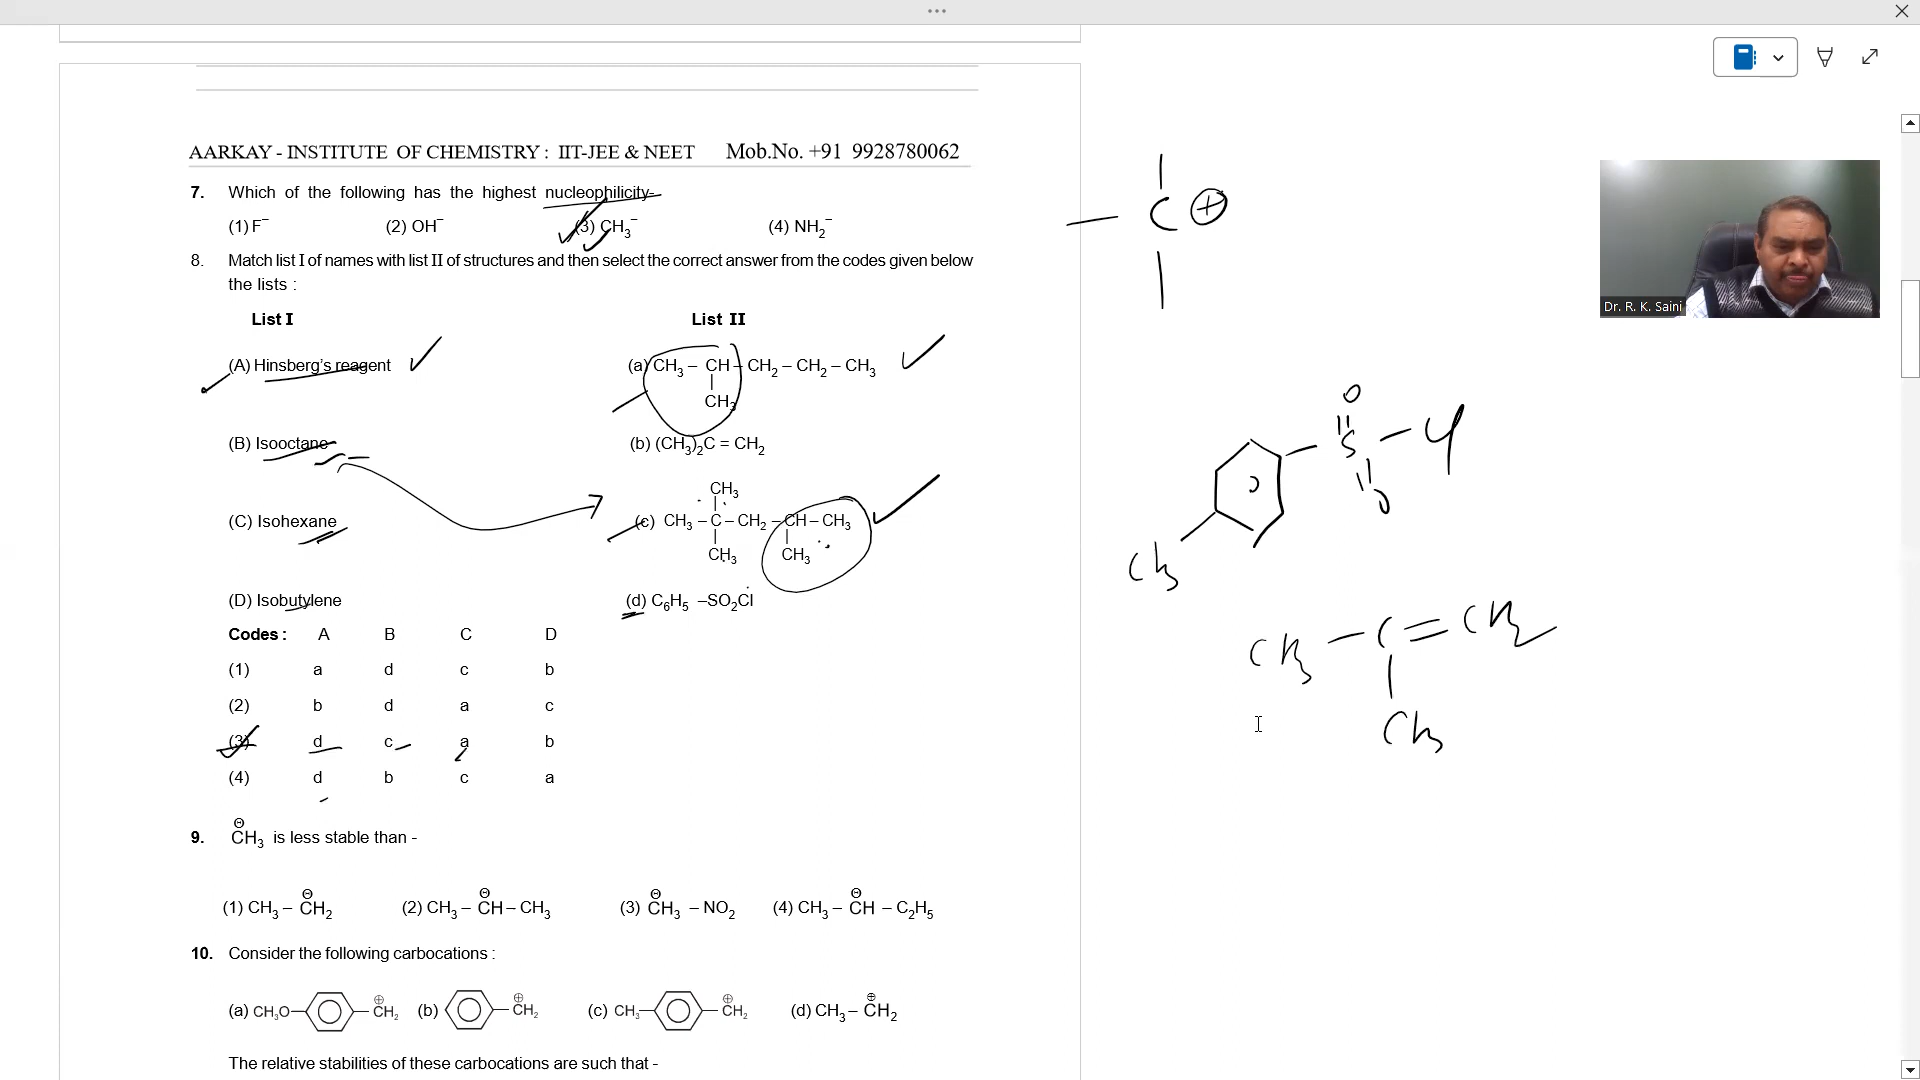 AARKAY - INSTITUTE OF CHEMISTRY : IIT-JEE & NEET Mob.No. +91 9928780062
7. Which of the following has the highest nucleophilicity-
(1) F⁻ (2) OH⁻ (3) CH₃⁻ (4) NH₂⁻
8. Match list I of names with list II of structures and then select the correct answer from the codes given below
the lists :
List I List II
(A) Hinsberg's reagent (a) CH₃ – CH – CH₂ – CH₂ – CH₃
|
CH₃
(B) Isooctane (b) (CH₃)₂C = CH₂
CH₃
|
(C) Isohexane (c) CH₃ – C – CH₂ – CH – CH₃
| |
CH₃ CH₃
(D) Isobutylene (d) C₆H₅ –SO₂Cl
Codes : A B C D
(1) a d c b
(2) b d a c
(3) d c a b
(4) d b c a
9. ⊖
CH₃ is less stable than -
⊖ ⊖ ⊖ ⊖
(1) CH₃ – CH₂ (2) CH₃ – CH – CH₃ (3) CH₃ – NO₂ (4) CH₃ – CH – C₂H₅
10. Consider the following carbocations :
⊕ ⊕ ⊕ ⊕
(a) CH₃O– –CH₂ (b) –CH₂ (c) CH₃– –CH₂ (d) CH₃ – CH₂
The relative stabilities of these carbocations are such that -
– C ⊕
O
||
S – Cl
||
O
CH₃
CH₃ – C = CH₂
|
CH₃
Dr. R. K. Saini